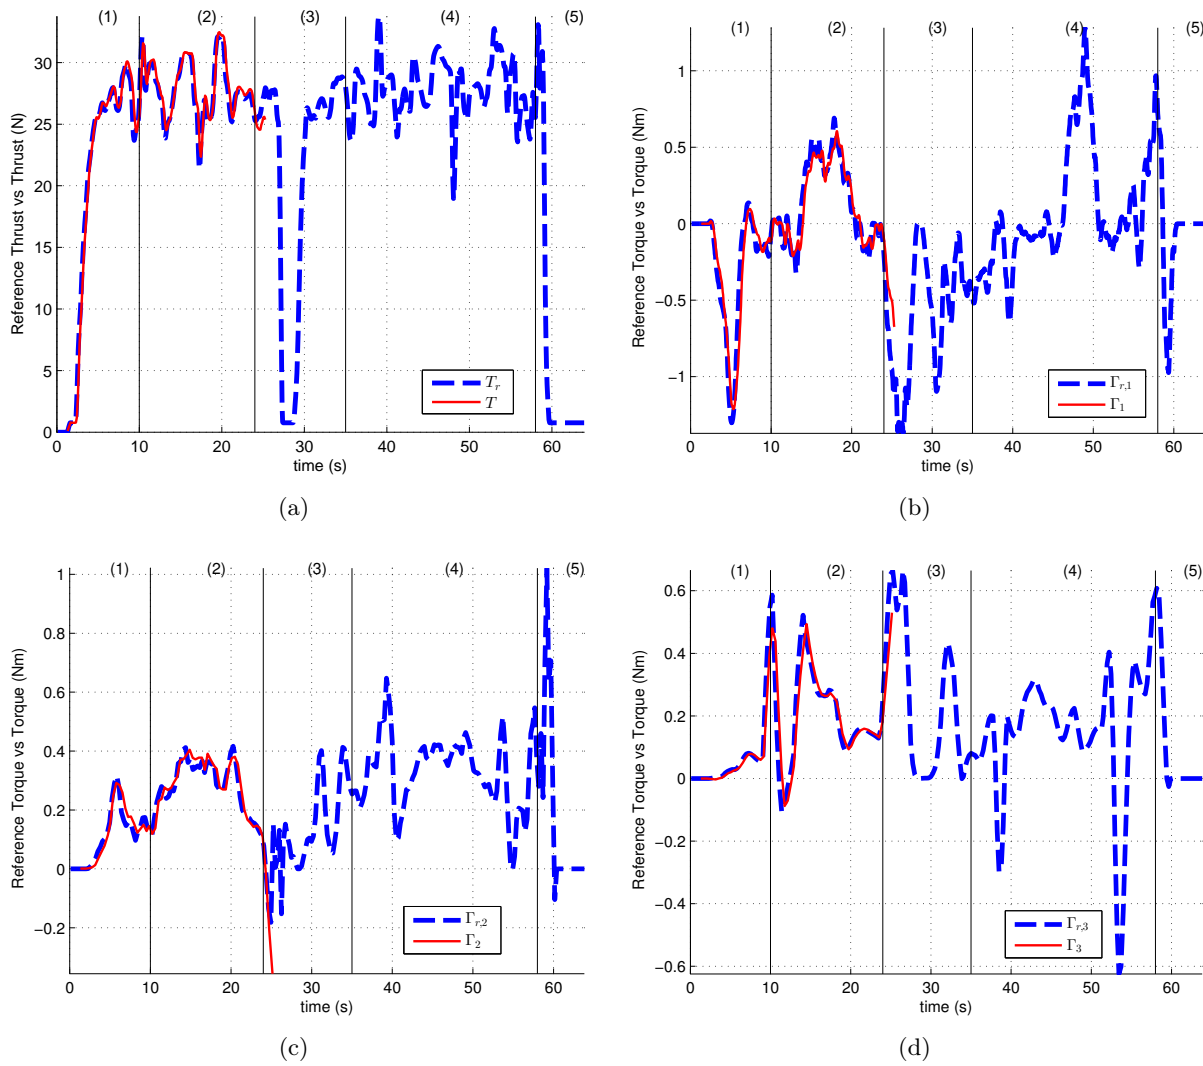 (1) (2) (3) (4) (5)
Reference Thrust vs Thrust (N)
30
25
20
15
10
5
0
0 10 20 30 40 50 60
time (s)
T_r
T
(a)
(1) (2) (3) (4) (5)
Reference Torque vs Torque (Nm)
1
0.5
0
−0.5
−1
0 10 20 30 40 50 60
time (s)
Γ_{r,1}
Γ_1
(b)
(1) (2) (3) (4) (5)
Reference Torque vs Torque (Nm)
1
0.8
0.6
0.4
0.2
0
−0.2
0 10 20 30 40 50 60
time (s)
Γ_{r,2}
Γ_2
(c)
(1) (2) (3) (4) (5)
Reference Torque vs Torque (Nm)
0.6
0.4
0.2
0
−0.2
−0.4
−0.6
0 10 20 30 40 50 60
time (s)
Γ_{r,3}
Γ_3
(d)